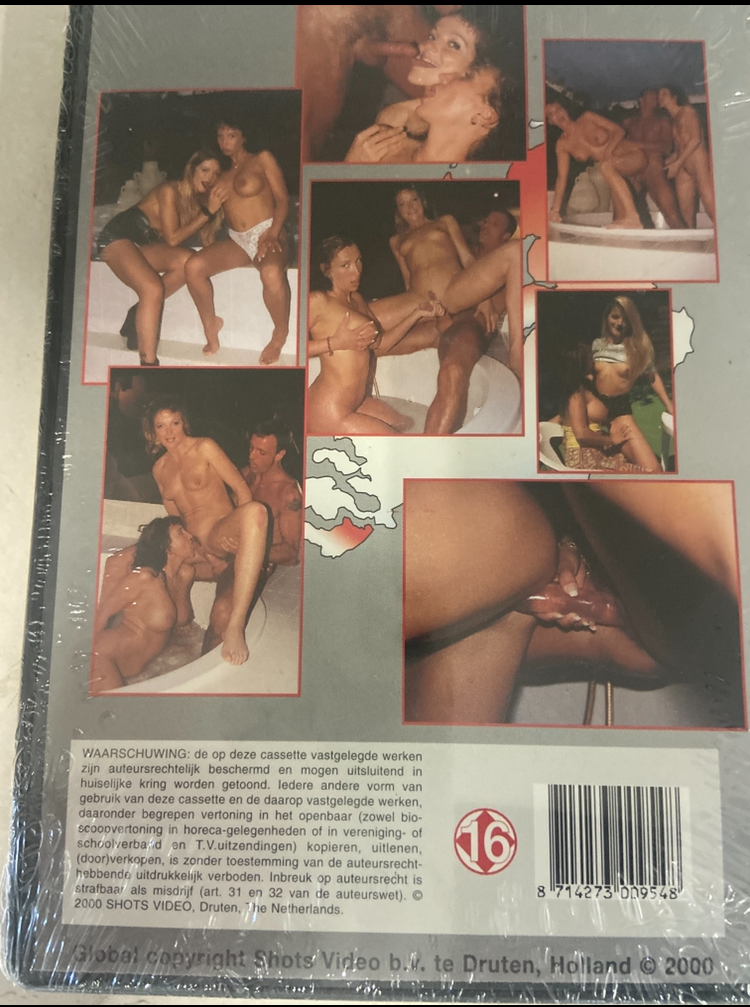 WAARSCHUWING: de op deze cassette vastgelegde werken
zijn auteursrechtelijk beschermd en mogen uitsluitend in
huiselijke kring worden getoond. Iedere andere vorm van
gebruik van deze cassette en de daarop vastgelegde werken,
daaronder begrepen vertoning in het openbaar (zowel bio-
scoopvertoning in horeca-gelegenheden of in vereniging- of
schoolverband en T.V.uitzendingen) kopiëren, uitlenen,
(door)verkopen, is zonder toestemming van de auteursrecht-
hebbende uitdrukkelijk verboden. Inbreuk op auteursrecht is
strafbaar als misdrijf (art. 31 en 32 van de auteurswet). ©
2000 SHOTS VIDEO, Druten, The Netherlands.
16
8 714273 009548
Global copyright Shots Video b.v. te Druten, Holland © 2000